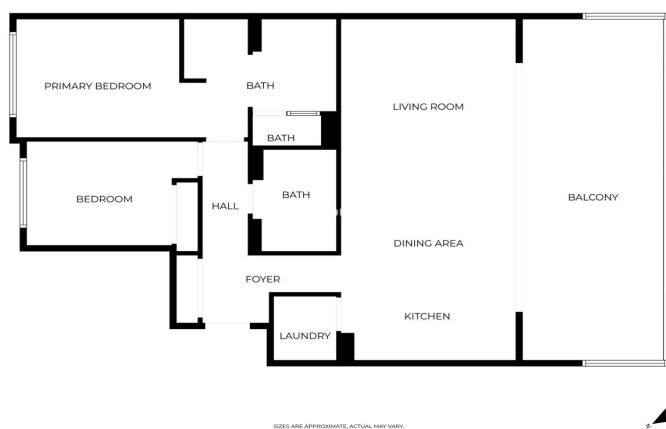 PRIMARY BEDROOM
BATH
LIVING ROOM
BATH
BEDROOM
HALL
BATH
BALCONY
DINING AREA
FOYER
KITCHEN
LAUNDRY
SIZES ARE APPROXIMATE, ACTUAL MAY VARY.
Z